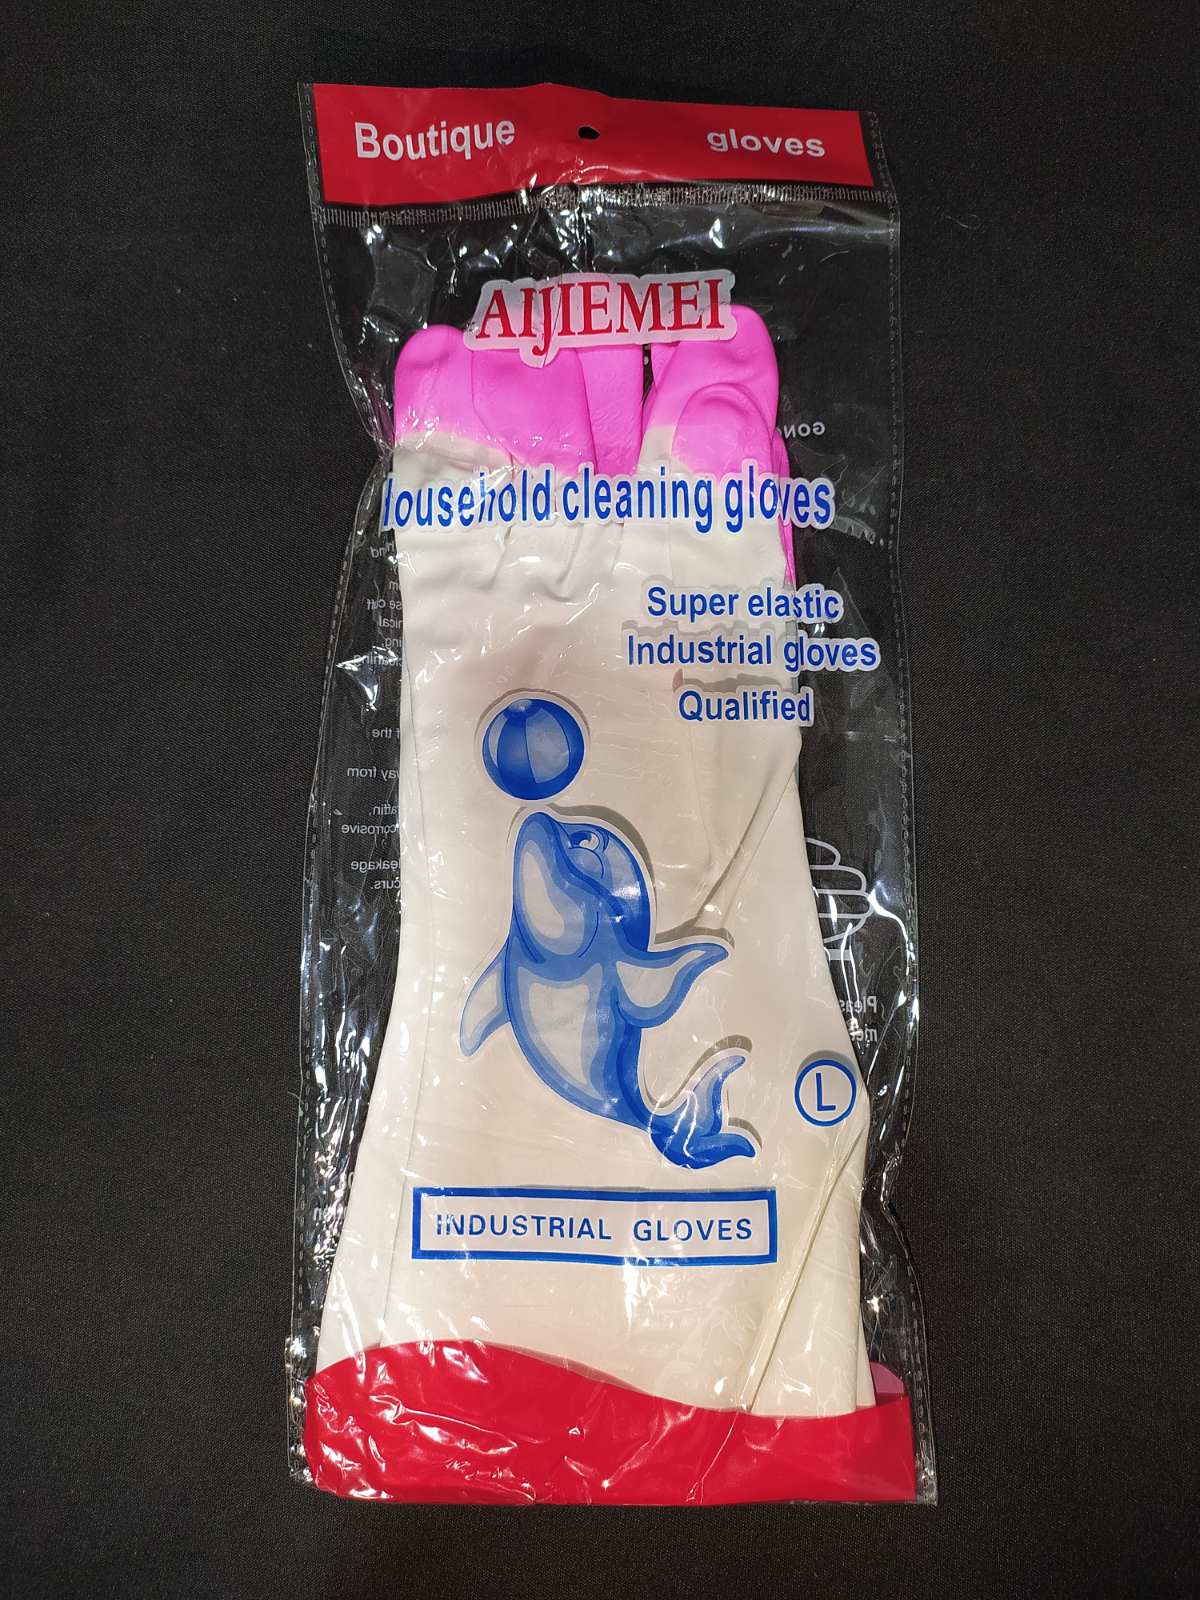 Boutique gloves
AIJIEMEI
Household cleaning gloves
Super elastic
Industrial gloves
Qualified
L
INDUSTRIAL GLOVES